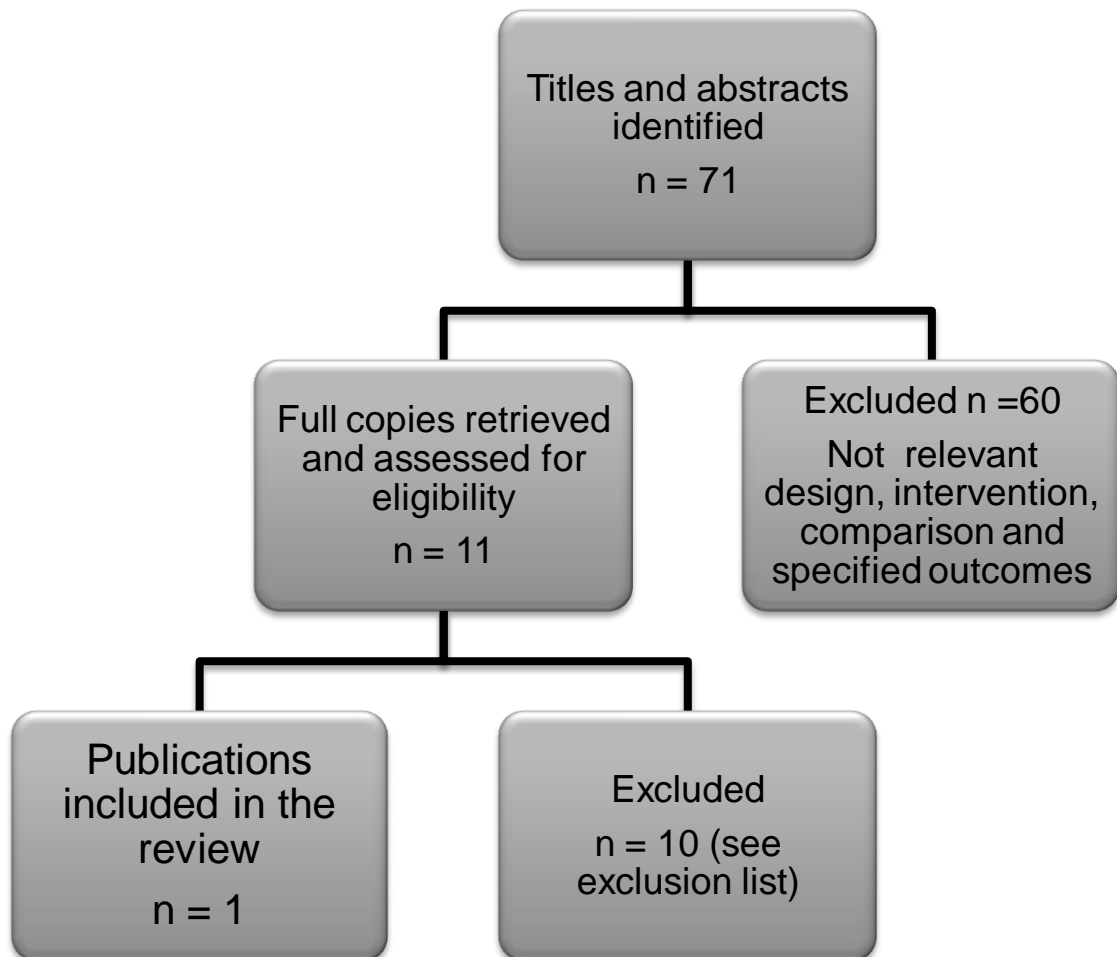 Titles and abstracts
identified
n = 71
Full copies retrieved
and assessed for
eligibility
n = 11
Excluded n =60
Not relevant
design, intervention,
comparison and
specified outcomes
Publications
included in the
review
n = 1
Excluded
n = 10 (see
exclusion list)